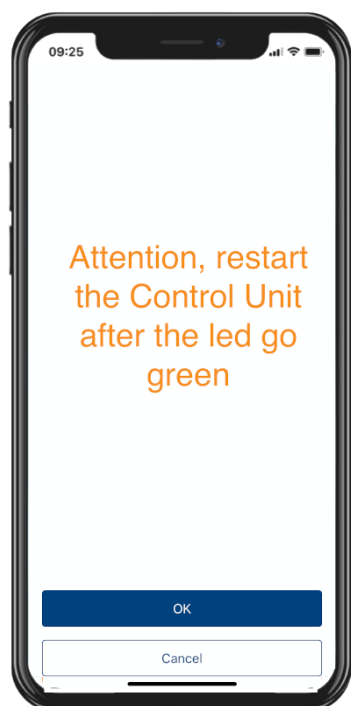 09:25
Attention, restart
the Control Unit
after the led go
green
OK
Cancel